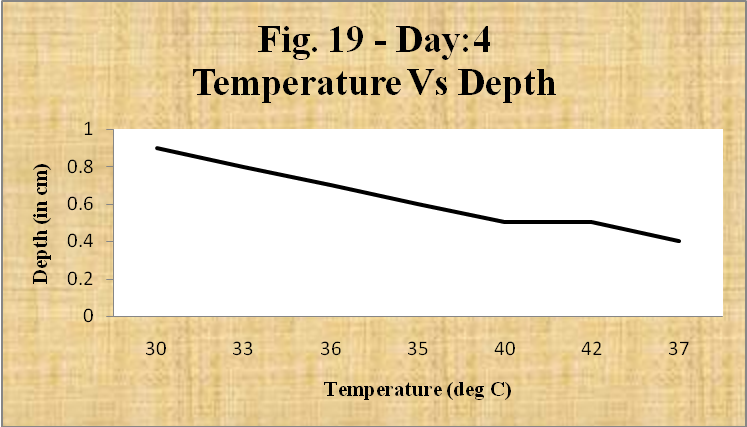 Fig. 19 - Day:4
Temperature Vs Depth
1
0.8
0.6
0.4
0.2
0
Depth (in cm)
30 33 36 35 40 42 37
Temperature (deg C)